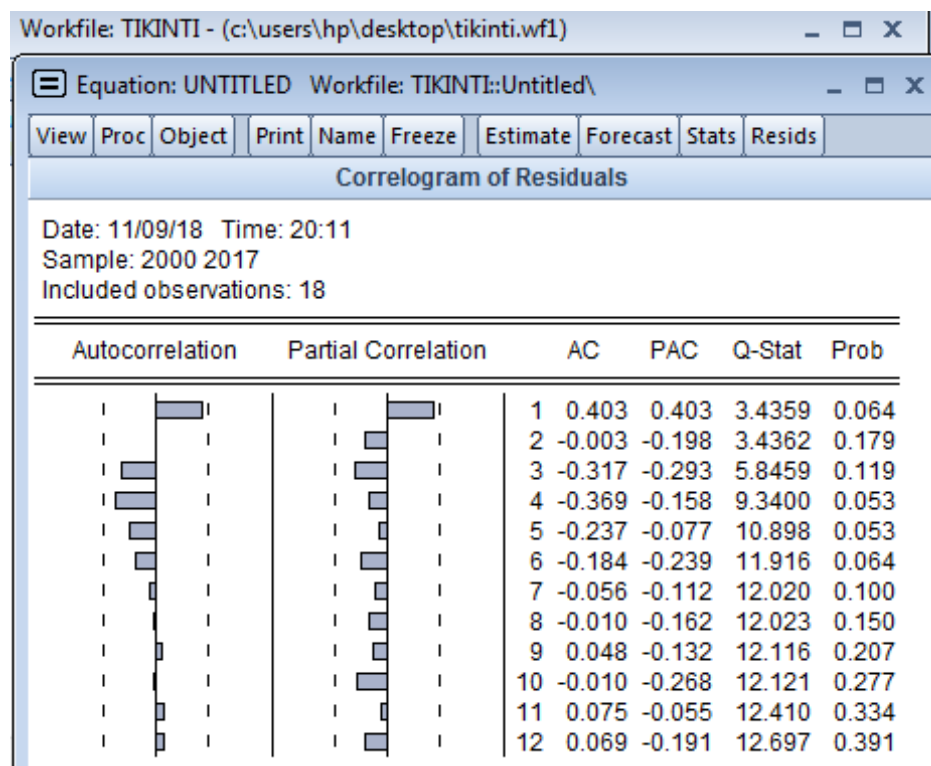 Workfile: TIKINTI - (c:\users\hp\desktop\tikinti.wf1)
Equation: UNTITLED Workfile: TIKINTI::Untitled\
View Proc Object Print Name Freeze Estimate Forecast Stats Resids
Correlogram of Residuals
Date: 11/09/18 Time: 20:11
Sample: 2000 2017
Included observations: 18
Autocorrelation Partial Correlation AC PAC Q-Stat Prob
1 0.403 0.403 3.4359 0.064
2 -0.003 -0.198 3.4362 0.179
3 -0.317 -0.293 5.8459 0.119
4 -0.369 -0.158 9.3400 0.053
5 -0.237 -0.077 10.898 0.053
6 -0.184 -0.239 11.916 0.064
7 -0.056 -0.112 12.020 0.100
8 -0.010 -0.162 12.023 0.150
9 0.048 -0.132 12.116 0.207
10 -0.010 -0.268 12.121 0.277
11 0.075 -0.055 12.410 0.334
12 0.069 -0.191 12.697 0.391